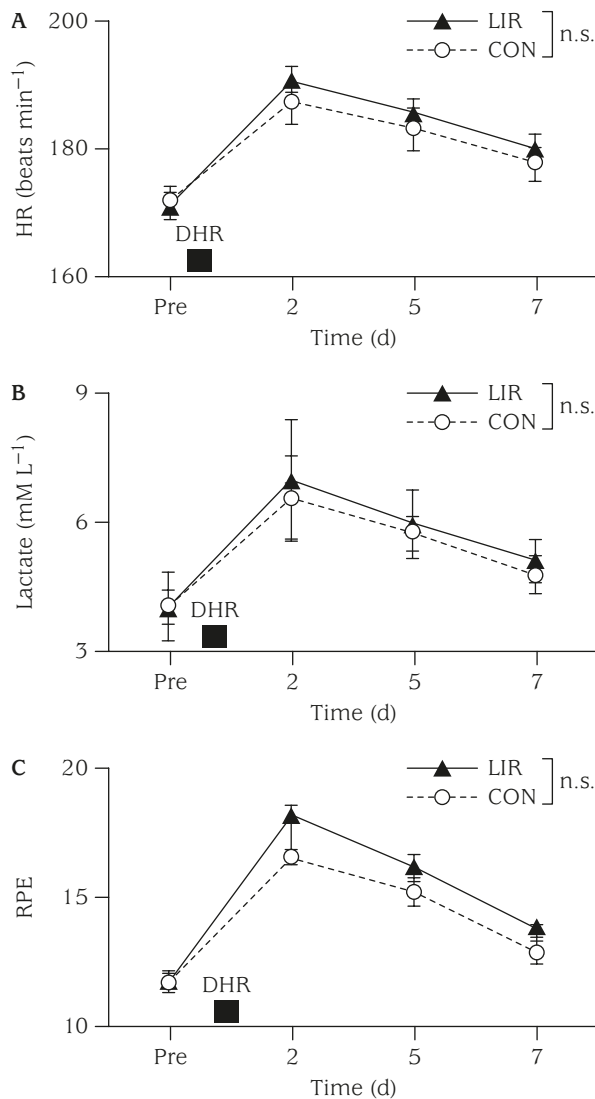 A
200
LIR
CON
n.s.
HR (beats min⁻¹)
180
DHR
160
Pre
2
5
7
Time (d)
B
9
LIR
CON
n.s.
Lactate (mM L⁻¹)
6
DHR
3
Pre
2
5
7
Time (d)
C
20
LIR
CON
n.s.
RPE
15
DHR
10
Pre
2
5
7
Time (d)